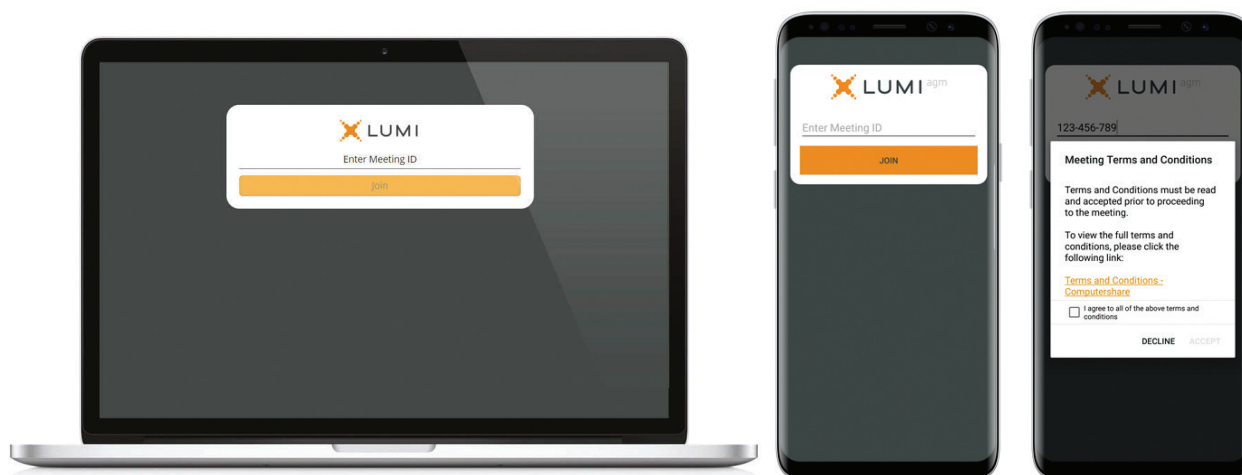 LUMI
Enter Meeting ID
Join
LUMI agm
Enter Meeting ID
JOIN
LUMI agm
123-456-789
Meeting Terms and Conditions
Terms and Conditions must be read
and accepted prior to proceeding
to the meeting.
To view the full terms and
conditions, please click the
following link:
Terms and Conditions -
Computershare
I agree to all of the above terms and
conditions
DECLINE ACCEPT